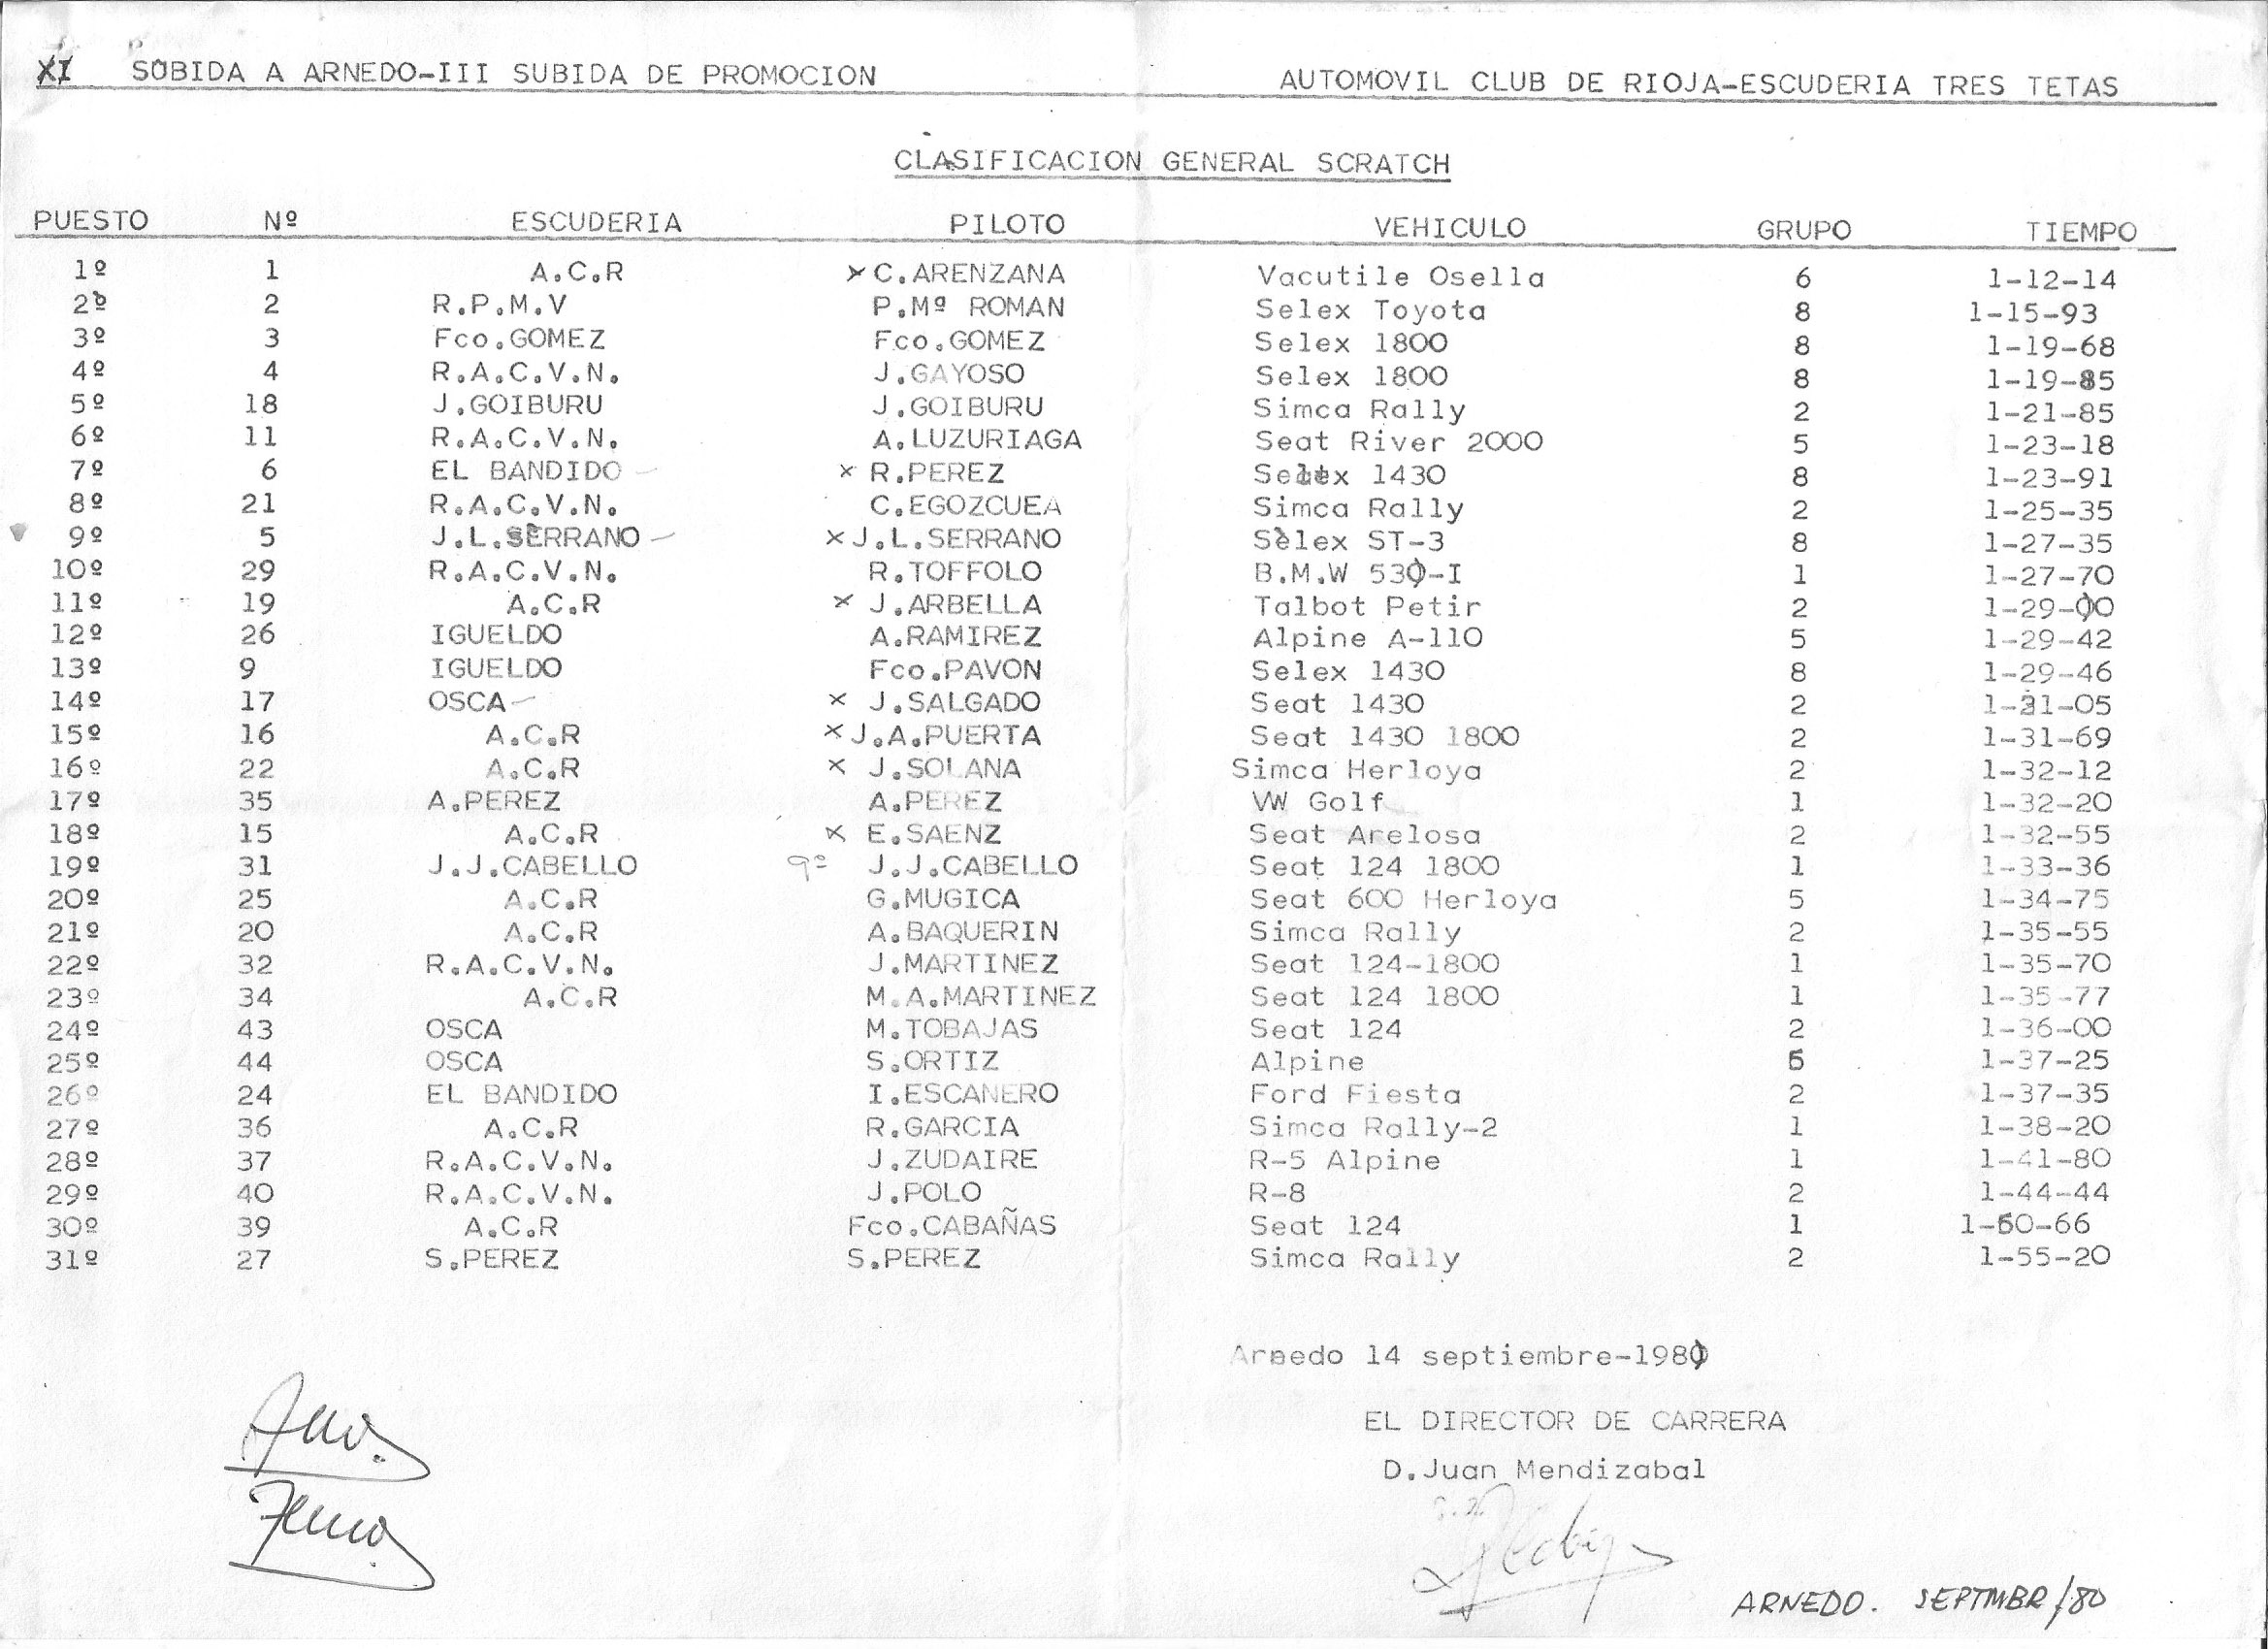 XI SUBIDA A ARNEDO-III SUBIDA DE PROMOCION AUTOMOVIL CLUB DE RIOJA-ESCUDERIA TRES TETAS
CLASIFICACION GENERAL SCRATCH
PUESTO Nº ESCUDERIA PILOTO VEHICULO GRUPO TIEMPO
1º 1 A.C.R x C.ARENZANA Vacutile Osella 6 1-12-14
2º 2 R.P.M.V P.Mª ROMAN Selex Toyota 8 1-15-93
3º 3 Fco.GOMEZ Fco.GOMEZ Selex 1800 8 1-19-68
4º 4 R.A.C.V.N. J.GAYOSO Selex 1800 8 1-19-85
5º 18 J.GOIBURU J.GOIBURU Simca Rally 2 1-21-85
6º 11 R.A.C.V.N. A.LUZURIAGA Seat River 2000 5 1-23-18
7º 6 EL BANDIDO x R.PEREZ Selex 1430 8 1-23-91
8º 21 R.A.C.V.N. C.EGOZCUEA Simca Rally 2 1-25-35
9º 5 J.L.SERRANO x J.L.SERRANO Selex ST-3 8 1-27-35
10º 29 R.A.C.V.N. R.TOFFOLO B.M.W 530-I 1 1-27-70
11º 19 A.C.R x J.ARBELLA Talbot Petir 2 1-29-00
12º 26 IGUELDO A.RAMIREZ Alpine A-110 5 1-29-42
13º 9 IGUELDO Fco.PAVON Selex 1430 8 1-29-46
14º 17 OSCA x J.SALGADO Seat 1430 2 1-31-05
15º 16 A.C.R x J.A.PUERTA Seat 1430 1800 2 1-31-69
16º 22 A.C.R x J.SOLANA Simca Herloya 2 1-32-12
17º 35 A.PEREZ A.PEREZ VW Golf 1 1-32-20
18º 15 A.C.R x E.SAENZ Seat Arelosa 2 1-32-55
19º 31 J.J.CABELLO 9º J.J.CABELLO Seat 124 1800 1 1-33-36
20º 25 A.C.R G.MUGICA Seat 600 Herloya 5 1-34-75
21º 20 A.C.R A.BAQUERIN Simca Rally 2 1-35-55
22º 32 R.A.C.V.N. J.MARTINEZ Seat 124-1800 1 1-35-70
23º 34 A.C.R M.A.MARTINEZ Seat 124 1800 1 1-35-77
24º 43 OSCA M.TOBAJAS Seat 124 2 1-36-00
25º 44 OSCA S.ORTIZ Alpine 5 1-37-25
26º 24 EL BANDIDO I.ESCANERO Ford Fiesta 2 1-37-35
27º 36 A.C.R R.GARCIA Simca Rally-2 1 1-38-20
28º 37 R.A.C.V.N. J.ZUDAIRE R-5 Alpine 1 1-41-80
29º 40 R.A.C.V.N. J.POLO R-8 2 1-44-44
30º 39 A.C.R Fco.CABAÑAS Seat 124 1 1-50-66
31º 27 S.PEREZ S.PEREZ Simca Rally 2 1-55-20
Arnedo 14 septiembre-1980
EL DIRECTOR DE CARRERA
D.Juan Mendizabal
ARNEDO. SEPTMBR/80